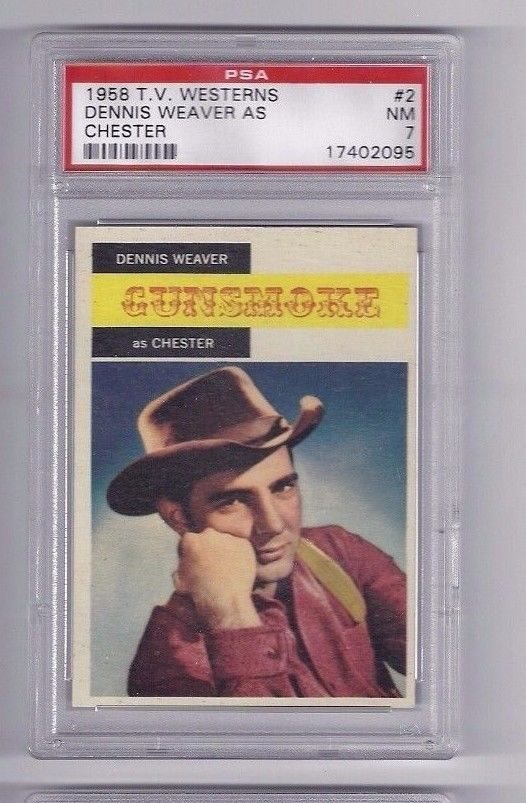 PSA
1958 T.V. WESTERNS #2
DENNIS WEAVER AS NM
CHESTER 7
17402095
DENNIS WEAVER
GUNSMOKE
as CHESTER